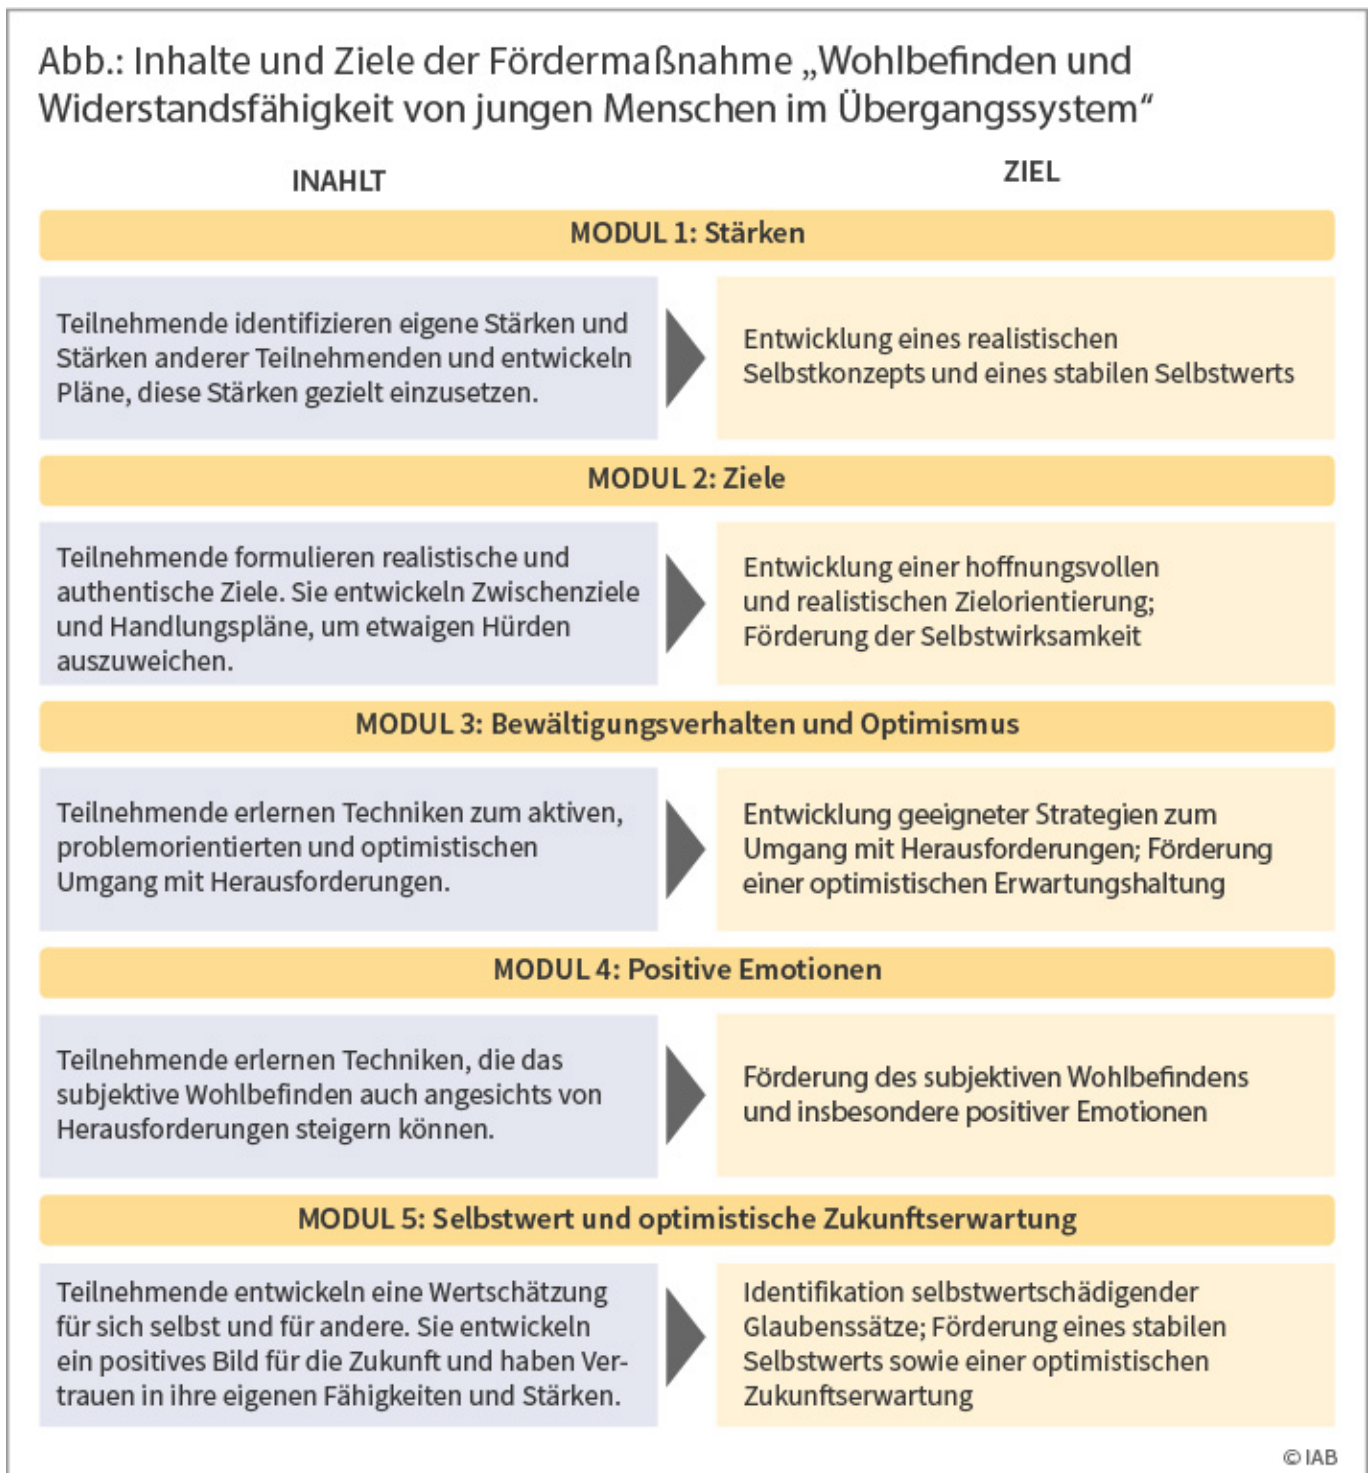 Abb.: Inhalte und Ziele der Fördermaßnahme „Wohlbefinden und
Widerstandsfähigkeit von jungen Menschen im Übergangssystem“
INAHLT
ZIEL
MODUL 1: Stärken
Teilnehmende identifizieren eigene Stärken und
Stärken anderer Teilnehmenden und entwickeln
Pläne, diese Stärken gezielt einzusetzen.
Entwicklung eines realistischen
Selbstkonzepts und eines stabilen Selbstwerts
MODUL 2: Ziele
Teilnehmende formulieren realistische und
authentische Ziele. Sie entwickeln Zwischenziele
und Handlungspläne, um etwaigen Hürden
auszuweichen.
Entwicklung einer hoffnungsvollen
und realistischen Zielorientierung;
Förderung der Selbstwirksamkeit
MODUL 3: Bewältigungsverhalten und Optimismus
Teilnehmende erlernen Techniken zum aktiven,
problemorientierten und optimistischen
Umgang mit Herausforderungen.
Entwicklung geeigneter Strategien zum
Umgang mit Herausforderungen; Förderung
einer optimistischen Erwartungshaltung
MODUL 4: Positive Emotionen
Teilnehmende erlernen Techniken, die das
subjektive Wohlbefinden auch angesichts von
Herausforderungen steigern können.
Förderung des subjektiven Wohlbefindens
und insbesondere positiver Emotionen
MODUL 5: Selbstwert und optimistische Zukunftserwartung
Teilnehmende entwickeln eine Wertschätzung
für sich selbst und für andere. Sie entwickeln
ein positives Bild für die Zukunft und haben Ver-
trauen in ihre eigenen Fähigkeiten und Stärken.
Identifikation selbstwertschädigender
Glaubenssätze; Förderung eines stabilen
Selbstwerts sowie einer optimistischen
Zukunftserwartung
© IAB